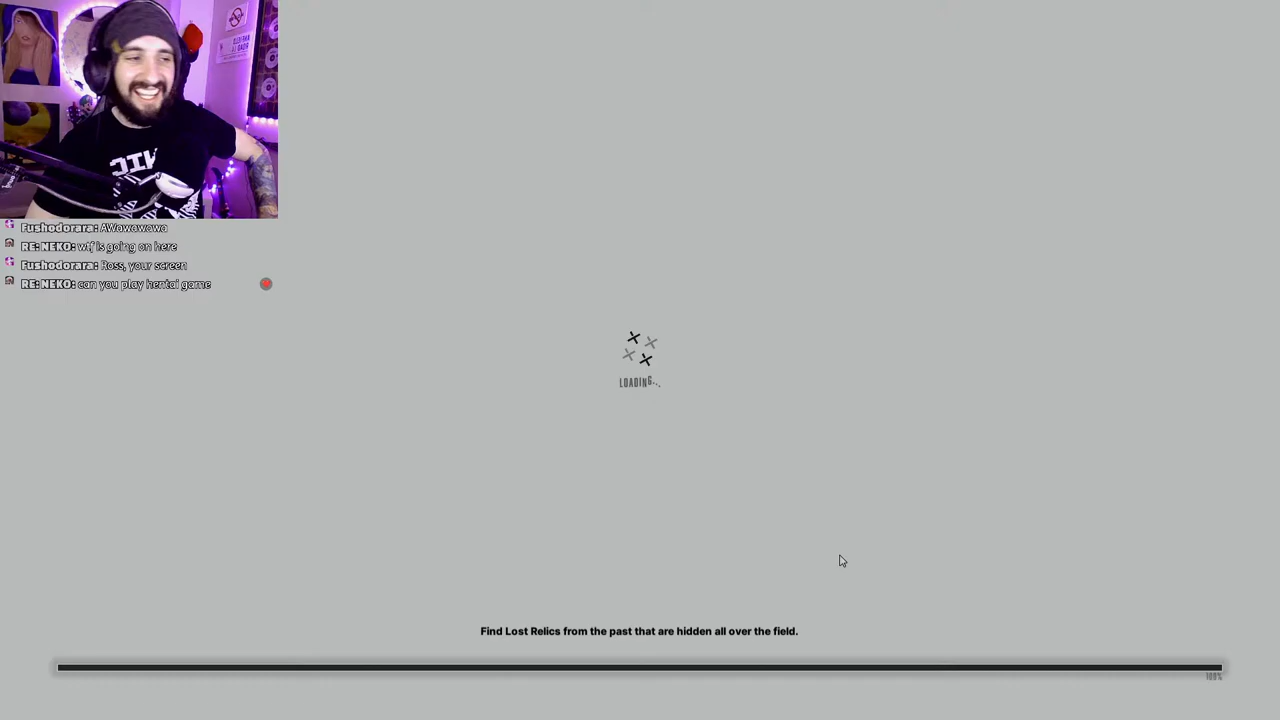 Fushodorara: AWawawawa
RE: NEKO: wtf is going on here
Fushodorara: Ross, your screen
RE: NEKO: can you play hentai game
LOADING...
Find Lost Relics from the past that are hidden all over the field.
100%